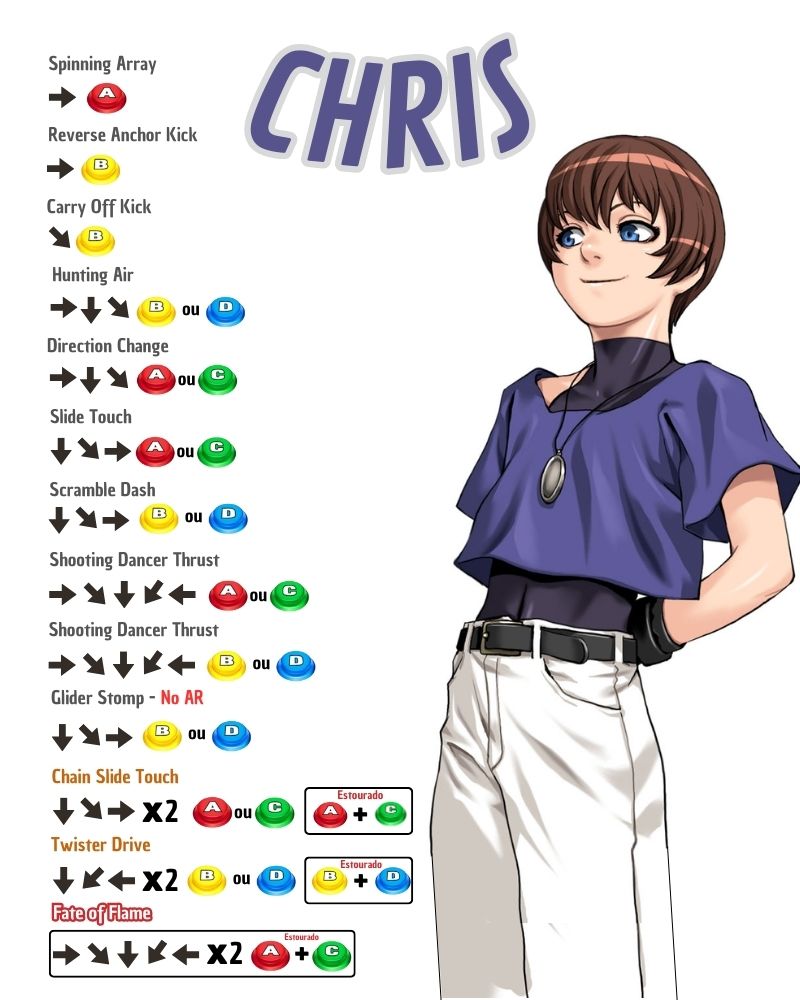 CHRIS
Spinning Array
A
Reverse Anchor Kick
B
Carry Off Kick
B
Hunting Air
B ou D
Direction Change
A ou C
Slide Touch
A ou C
Scramble Dash
B ou D
Shooting Dancer Thrust
A ou C
Shooting Dancer Thrust
B ou D
Glider Stomp - No AR
B ou D
Chain Slide Touch
x2 A ou C Estourado
A + C
Twister Drive
x2 B ou D Estourado
B + D
Fate of Flame
Estourado
x2 A + C